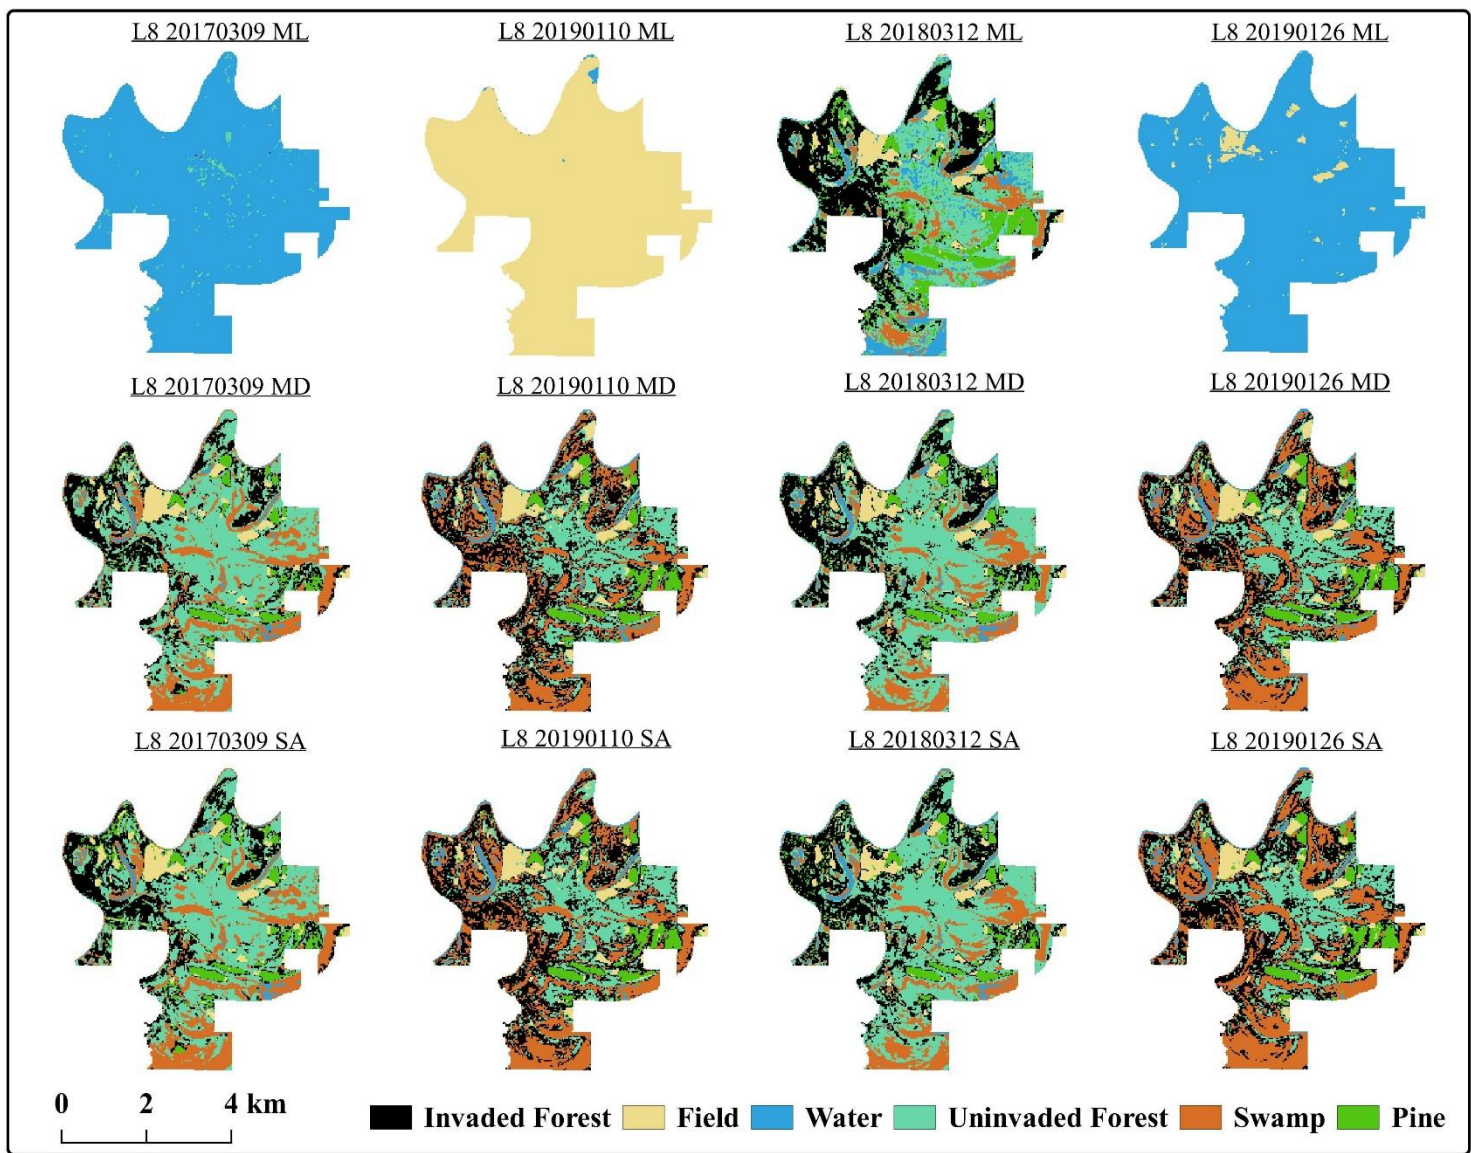 L8 20170309 ML
L8 20190110 ML
L8 20180312 ML
L8 20190126 ML
L8 20170309 MD
L8 20190110 MD
L8 20180312 MD
L8 20190126 MD
L8 20170309 SA
L8 20190110 SA
L8 20180312 SA
L8 20190126 SA
0 2 4 km
Invaded Forest Field Water Uninvaded Forest Swamp Pine